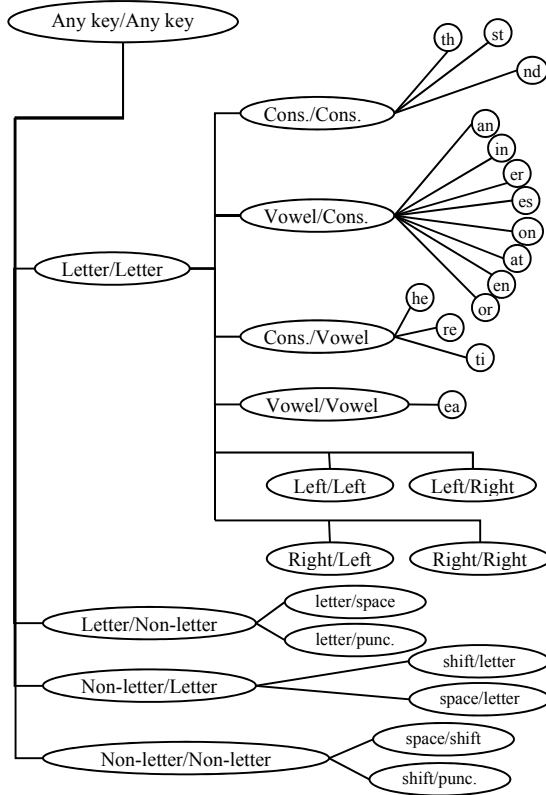 Any key/Any key
th
st
nd
Cons./Cons.
an
in
er
es
Vowel/Cons.
on
at
Letter/Letter
en
he
or
re
Cons./Vowel
ti
Vowel/Vowel
ea
Left/Left
Left/Right
Right/Left
Right/Right
letter/space
Letter/Non-letter
letter/punc.
shift/letter
Non-letter/Letter
space/letter
space/shift
Non-letter/Non-letter
shift/punc.